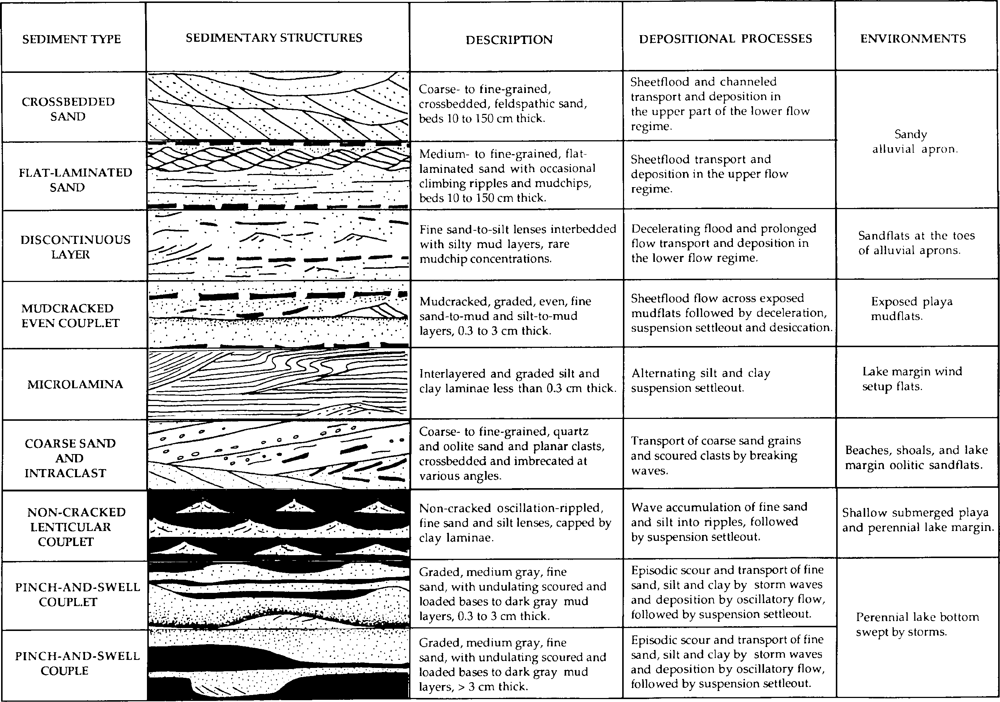 SEDIMENT TYPE
SEDIMENTARY STRUCTURES
DESCRIPTION
DEPOSITIONAL PROCESSES
ENVIRONMENTS
CROSSBEDDED
SAND
Coarse- to fine-grained,
crossbedded, feldspathic sand,
beds 10 to 150 cm thick.
Sheetflood and channeled
transport and deposition in
the upper part of the lower flow
regime.
Sandy
alluvial apron.
FLAT-LAMINATED
SAND
Medium- to fine-grained, flat-
laminated sand with occasional
climbing ripples and mudchips,
beds 10 to 150 cm thick.
Sheetflood transport and
deposition in the upper flow
regime.
DISCONTINUOUS
LAYER
Fine sand-to-silt lenses interbedded
with silty mud layers, rare
mudchip concentrations.
Decelerating flood and prolonged
flow transport and deposition in
the lower flow regime.
Sandflats at the toes
of alluvial aprons.
MUDCRACKED
EVEN COUPLET
Mudcracked, graded, even, fine
sand-to-mud and silt-to-mud
layers, 0.3 to 3 cm thick.
Sheetflood flow across exposed
mudflats followed by deceleration,
suspension settleout and desiccation.
Exposed playa
mudflats.
MICROLAMINA
Interlayered and graded silt and
clay laminae less than 0.3 cm thick.
Alternating silt and clay
suspension settleout.
Lake margin wind
setup flats.
COARSE SAND
AND
INTRACLAST
Coarse- to fine-grained, quartz
and oolite sand and planar clasts,
crossbedded and imbrecated at
various angles.
Transport of coarse sand grains
and scoured clasts by breaking
waves.
Beaches, shoals, and lake
margin oolitic sandflats.
NON-CRACKED
LENTICULAR
COUPLET
Non-cracked oscillation-rippled,
fine sand and silt lenses, capped by
clay laminae.
Wave accumulation of fine sand
and silt into ripples, followed
by suspension settleout.
Shallow submerged playa
and perennial lake margin.
PINCH-AND-SWELL
COUPLET
Graded, medium gray, fine
sand, with undulating scoured and
loaded bases to dark gray mud
layers, 0.3 to 3 cm thick.
Episodic scour and transport of fine
sand, silt and clay by storm waves
and deposition by oscillatory flow,
followed by suspension settleout.
Perennial lake bottom
swept by storms.
PINCH-AND-SWELL
COUPLE
Graded, medium gray, fine
sand, with undulating scoured and
loaded bases to dark gray mud
layers, > 3 cm thick.
Episodic scour and transport of fine
sand, silt and clay by storm waves
and deposition by oscillatory flow,
followed by suspension settleout.